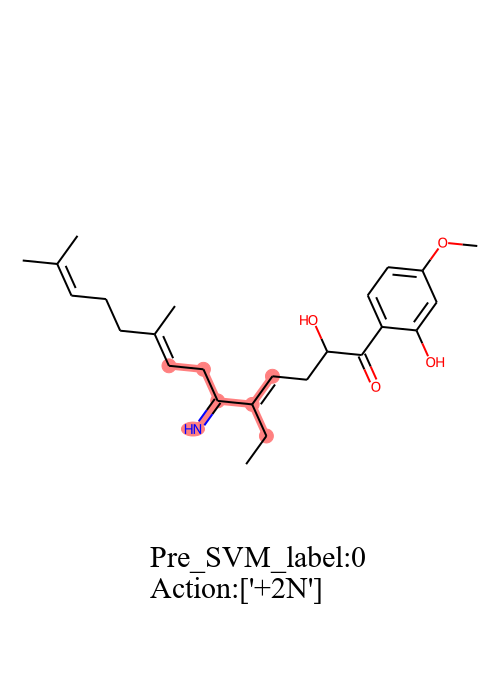 O
HO
OH
O
HN
Pre_SVM_label:0
Action:['+2N']